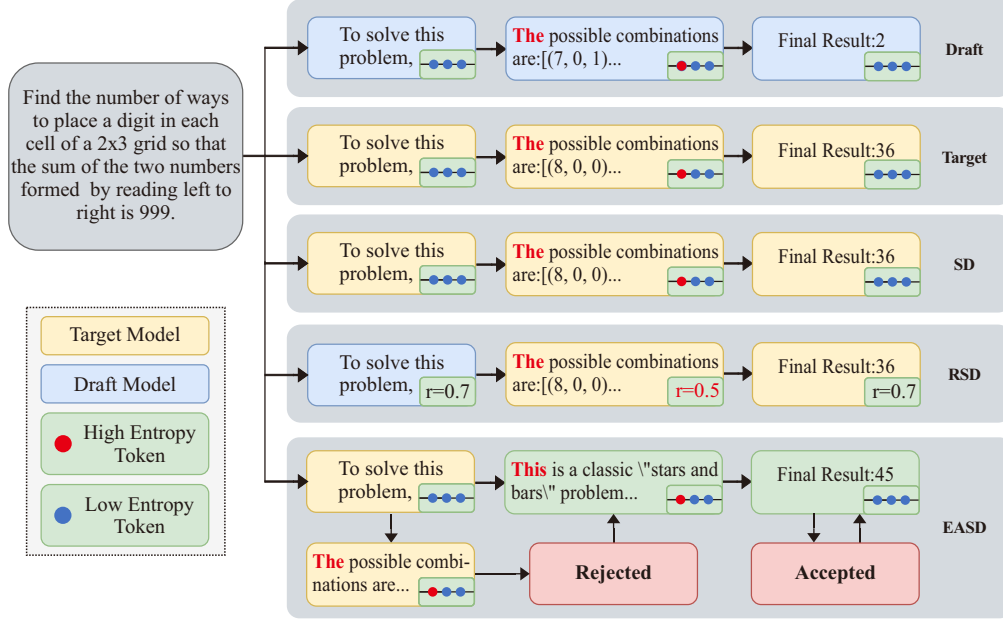 Find the number of ways
to place a digit in each
cell of a 2x3 grid so that
the sum of the two numbers
formed by reading left to
right is 999.
Target Model
Draft Model
High Entropy
Token
Low Entropy
Token
To solve this
problem,
The possible combinations
are:[(7, 0, 1)...
Final Result:2
Draft
To solve this
problem,
The possible combinations
are:[(8, 0, 0)...
Final Result:36
Target
To solve this
problem,
The possible combinations
are:[(8, 0, 0)...
Final Result:36
SD
To solve this
problem,
r=0.7
The possible combinations
are:[(8, 0, 0)...
r=0.5
Final Result:36
r=0.7
RSD
To solve this
problem,
This is a classic \"stars and
bars\" problem...
Final Result:45
EASD
The possible combi-
nations are...
Rejected
Accepted